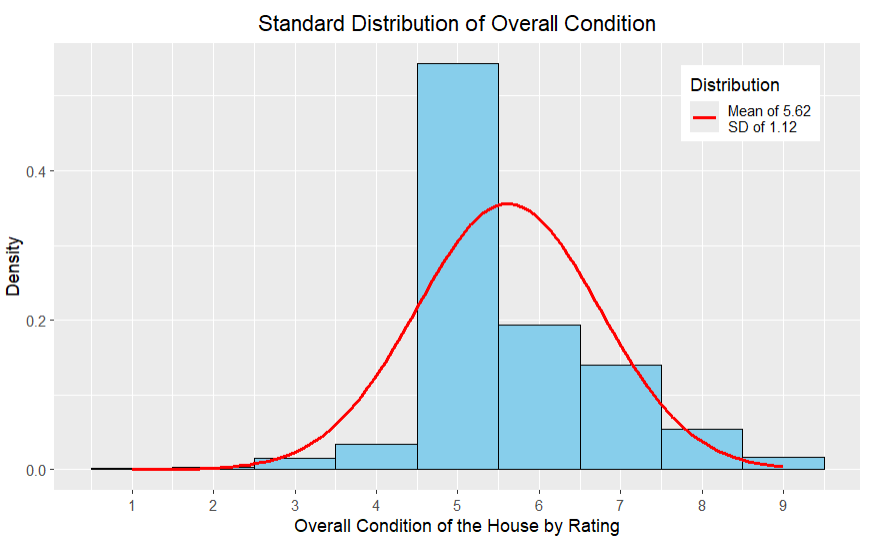 Standard Distribution of Overall Condition
Distribution
Mean of 5.62
SD of 1.12
Density
0.4
0.2
0.0
1 2 3 4 5 6 7 8 9
Overall Condition of the House by Rating